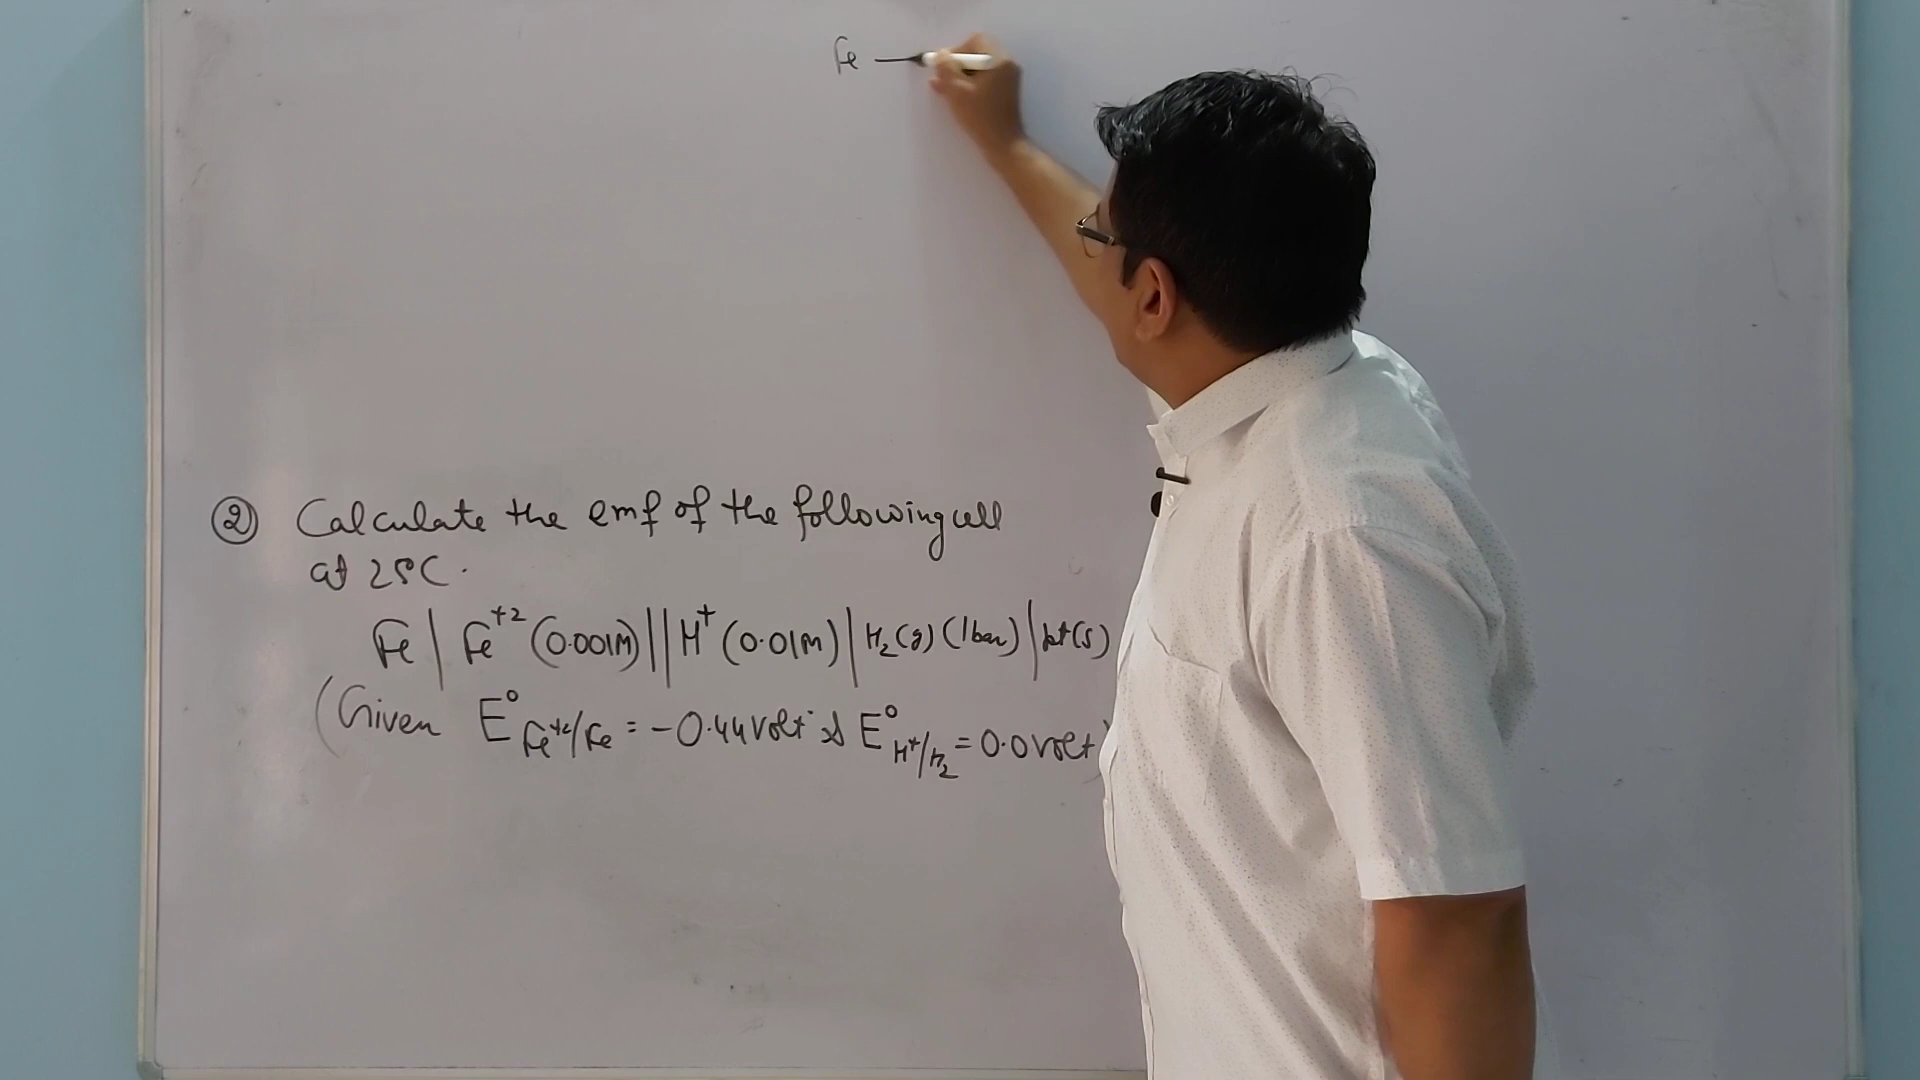 Fe —
② Calculate the emf of the following cell
at 25°C.
Fe | Fe⁺² (0.001M) || H⁺ (0.01M) | H₂(g) (1bar) | pt(s)
(Given E° Fe⁺²/Fe = -0.44 volt & E° H⁺/H₂ = 0.0 volt)